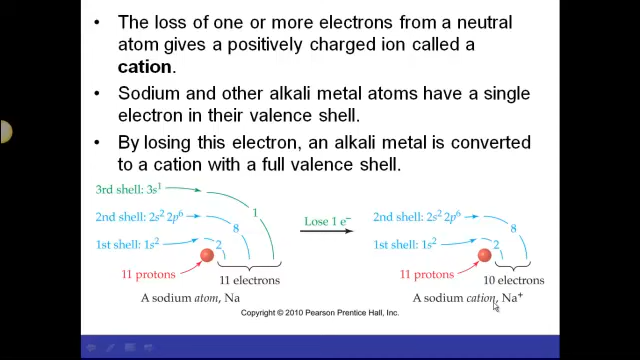 • The loss of one or more electrons from a neutral
atom gives a positively charged ion called a
cation.
• Sodium and other alkali metal atoms have a single
electron in their valence shell.
• By losing this electron, an alkali metal is converted
to a cation with a full valence shell.
3rd shell: 3s¹
2nd shell: 2s² 2p⁶
1st shell: 1s²
1
8
2
11 protons
11 electrons
A sodium atom, Na
Lose 1 e⁻
2nd shell: 2s² 2p⁶
1st shell: 1s²
8
2
11 protons
10 electrons
A sodium cation, Na⁺
Copyright © 2010 Pearson Prentice Hall, Inc.